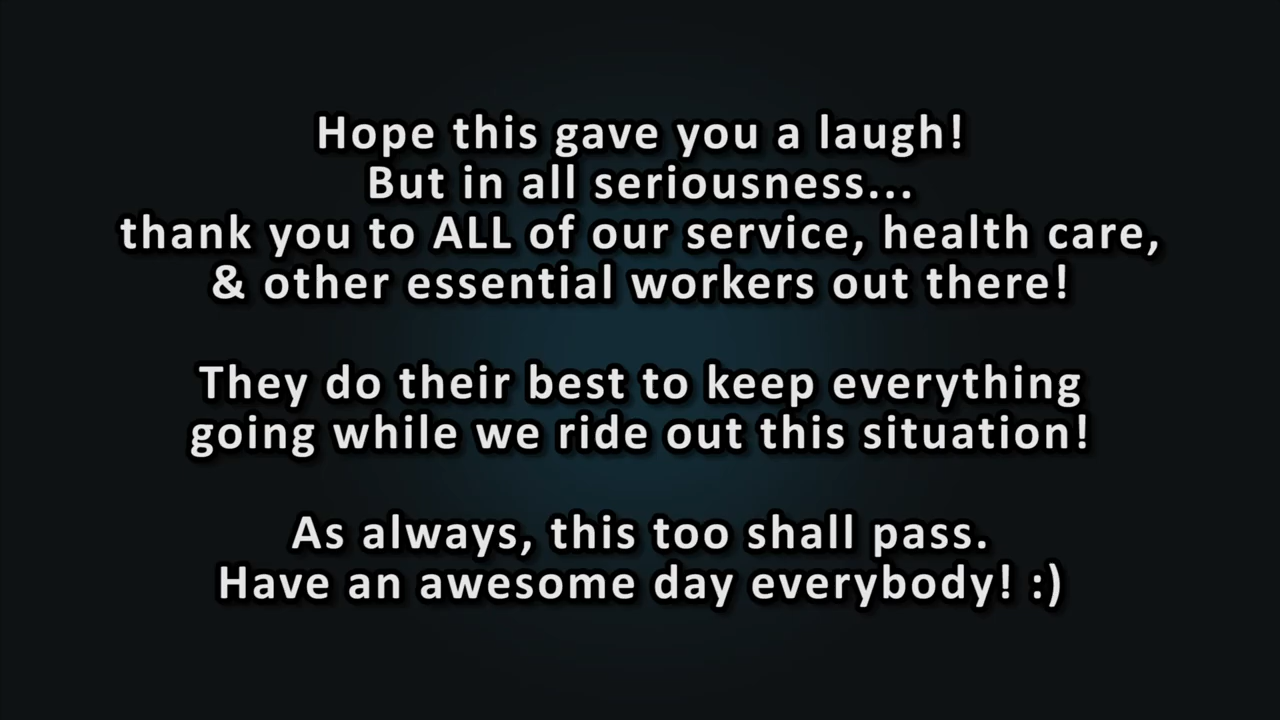 Hope this gave you a laugh!
But in all seriousness...
thank you to ALL of our service, health care,
& other essential workers out there!
They do their best to keep everything
going while we ride out this situation!
As always, this too shall pass.
Have an awesome day everybody! :)